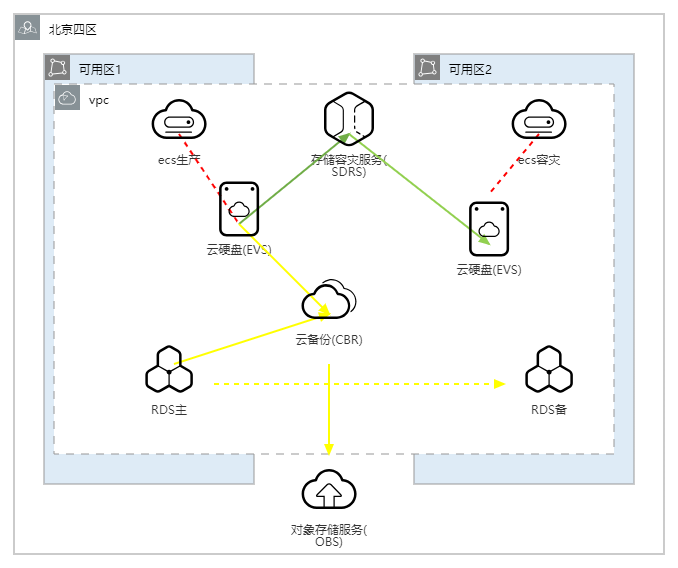 北京四区
可用区1
可用区2
vpc
ecs生产
存储容灾服务(
SDRS)
ecs容灾
云硬盘(EVS)
云硬盘(EVS)
云备份(CBR)
RDS主
RDS备
对象存储服务(
OBS)